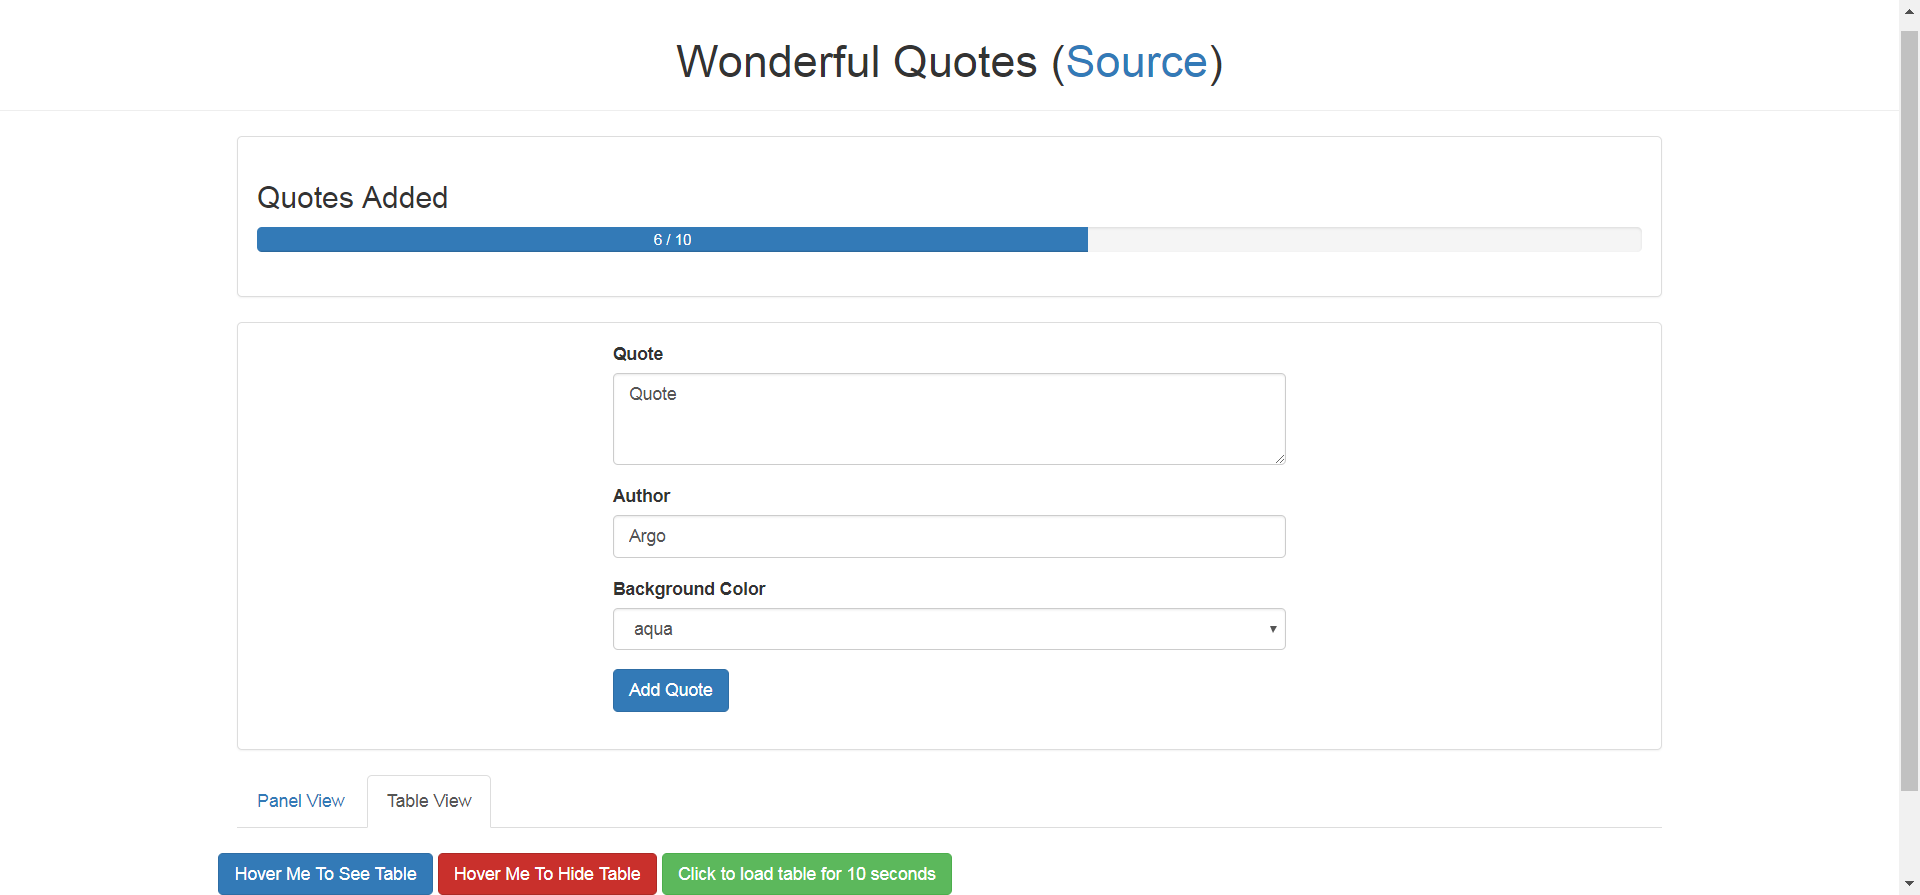 Wonderful Quotes (Source)
Quotes Added
6 / 10
Quote
Quote
Author
Argo
Background Color
aqua
Add Quote
Panel View Table View
Hover Me To See Table Hover Me To Hide Table Click to load table for 10 seconds